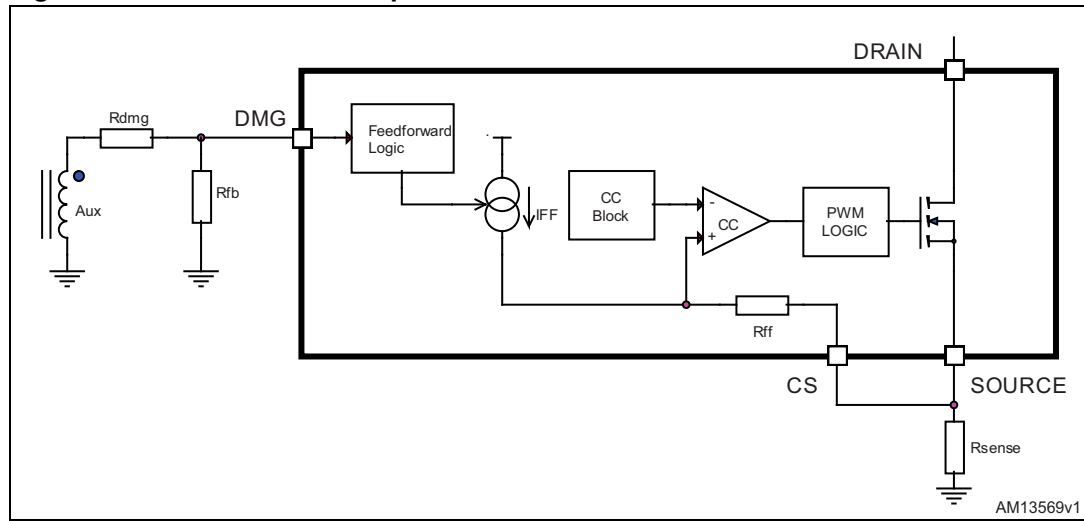 DRAIN
DMG
Rdmg
Feedforward
Logic
Rfb
Aux
IFF
CC
Block
-
CC
+
PWM
LOGIC
Rff
CS
SOURCE
Rsense
AM13569v1